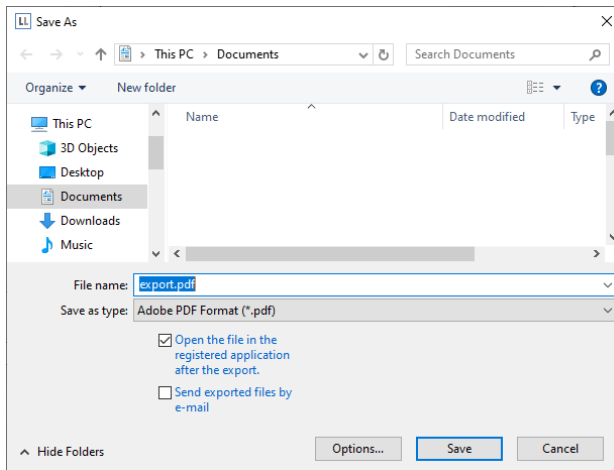 LL Save As
This PC > Documents
Search Documents
Organize
New folder
?
This PC
3D Objects
Desktop
Documents
Downloads
Music
Name
Date modified
Type
File name: export.pdf
Save as type: Adobe PDF Format (*.pdf)
Open the file in the
registered application
after the export.
Send exported files by
e-mail
Hide Folders
Options...
Save
Cancel